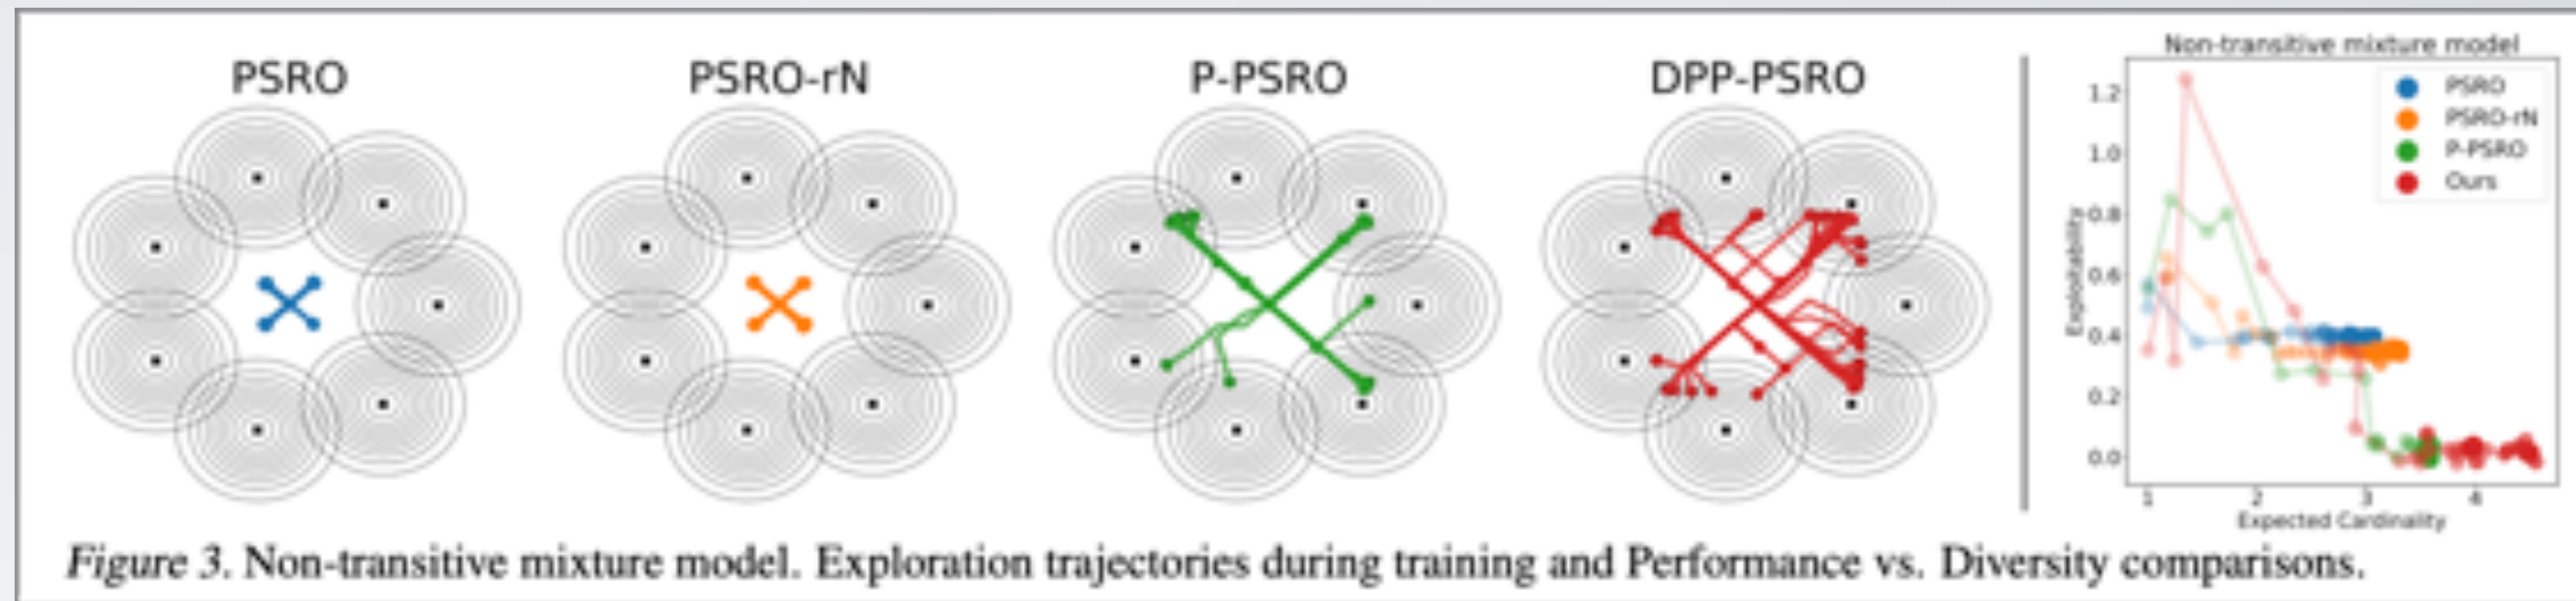 PSRO
PSRO-rN
P-PSRO
DPP-PSRO
Non-transitive mixture model
PSRO
PSRO-rN
P-PSRO
Ours
Exploitability
1.2
1.0
0.8
0.6
0.4
0.2
0.0
1 2 3 4
Expected Cardinality
Figure 3. Non-transitive mixture model. Exploration trajectories during training and Performance vs. Diversity comparisons.